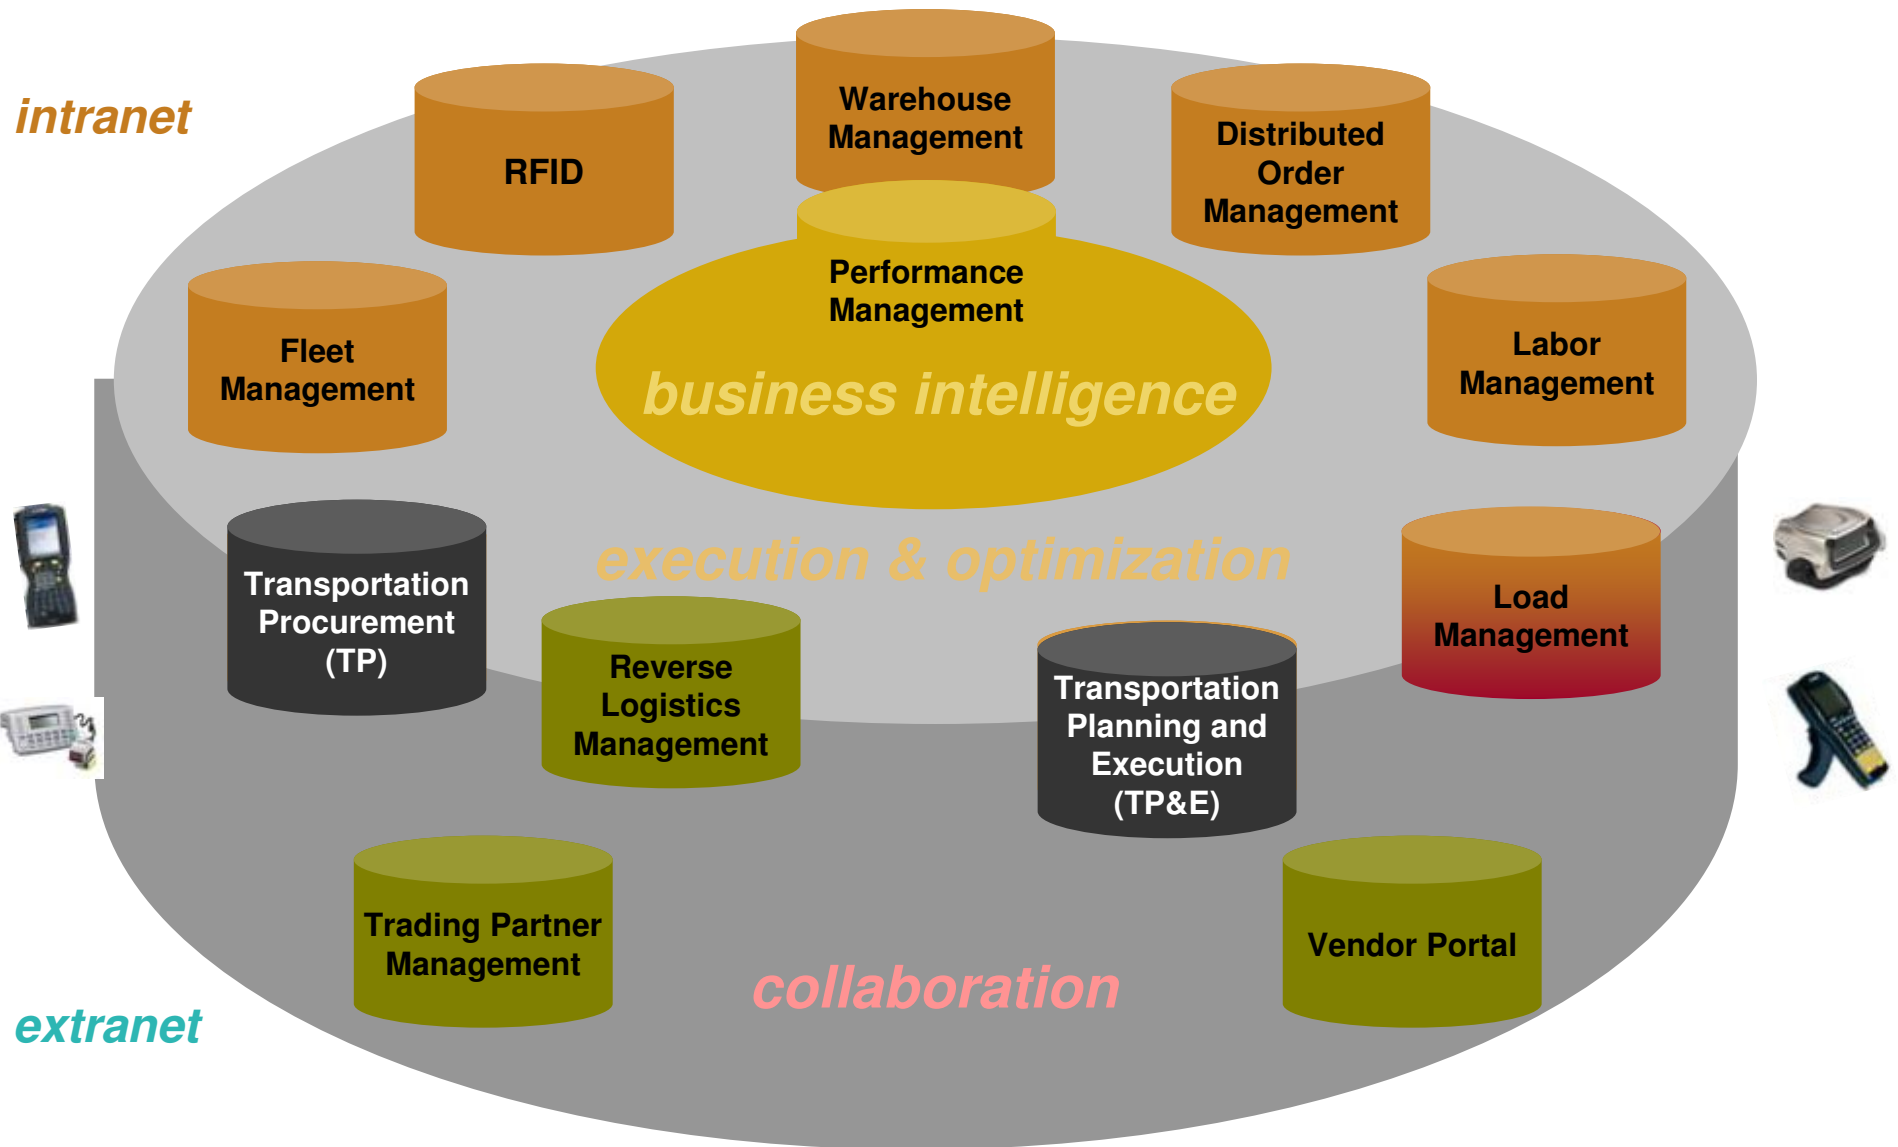 intranet
RFID
Warehouse
Management
Distributed
Order
Management
Performance
Management
Fleet
Management
Labor
Management
business intelligence
execution & optimization
Transportation
Procurement
(TP)
Reverse
Logistics
Management
Transportation
Planning and
Execution
(TP&E)
Load
Management
Trading Partner
Management
Vendor Portal
collaboration
extranet